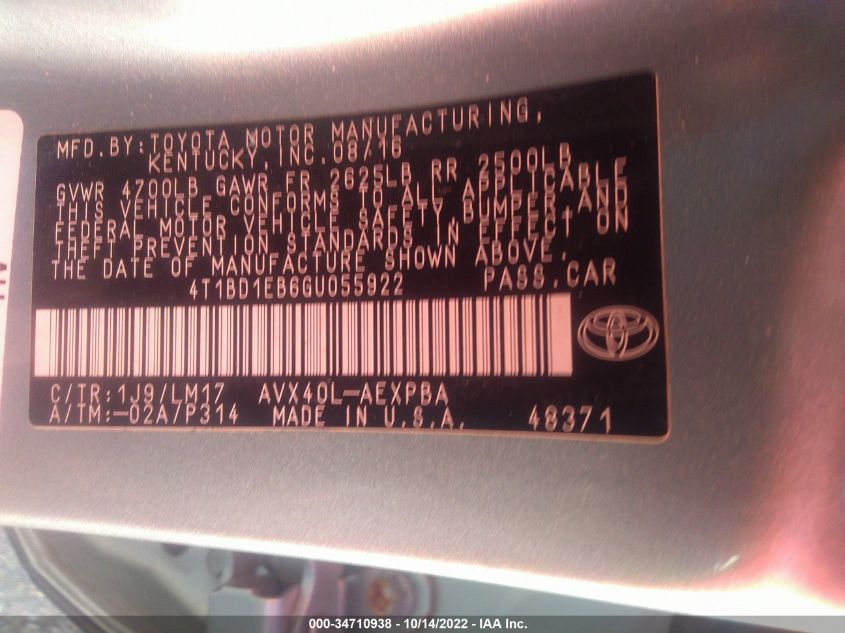 MFD.BY:TOYOTA MOTOR MANUFACTURING,
KENTUCKY, INC.08/16
GVWR 4700LB GAWR FR 2625LB RR 2500LB
THIS VEHICLE CONFORMS TO ALL APPLICABLE
FEDERAL MOTOR VEHICLE SAFETY, BUMPER, AND
THEFT PREVENTION STANDARDS IN EFFECT ON
THE DATE OF MANUFACTURE SHOWN ABOVE.
4T1BD1EB6GU055922 PASS.CAR
C/TR:1J9/LM17 AVX40L-AEXPBA
A/TM:-02A/P314 MADE IN U.S.A. 48371
000-34710938 - 10/14/2022 - IAA Inc.